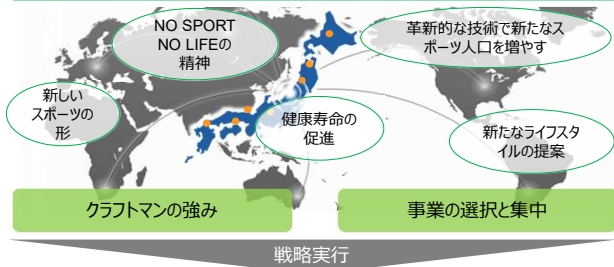 NO SPORT
NO LIFEの
精神
革新的な技術で新たなス
ポーツ人口を増やす
新しい
スポーツの
形
健康寿命の
促進
新たなライフスタ
イルの提案
クラフトマンの強み
事業の選択と集中
戦略実行